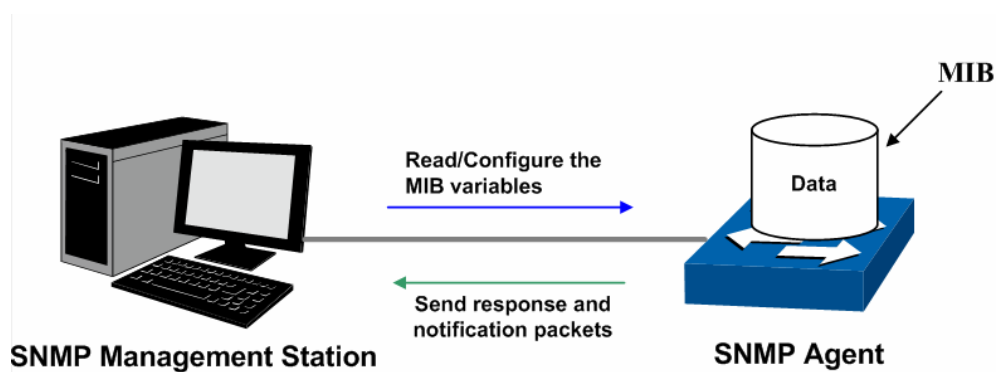 MIB
Read/Configure the
MIB variables
Data
Send response and
notification packets
SNMP Management Station
SNMP Agent